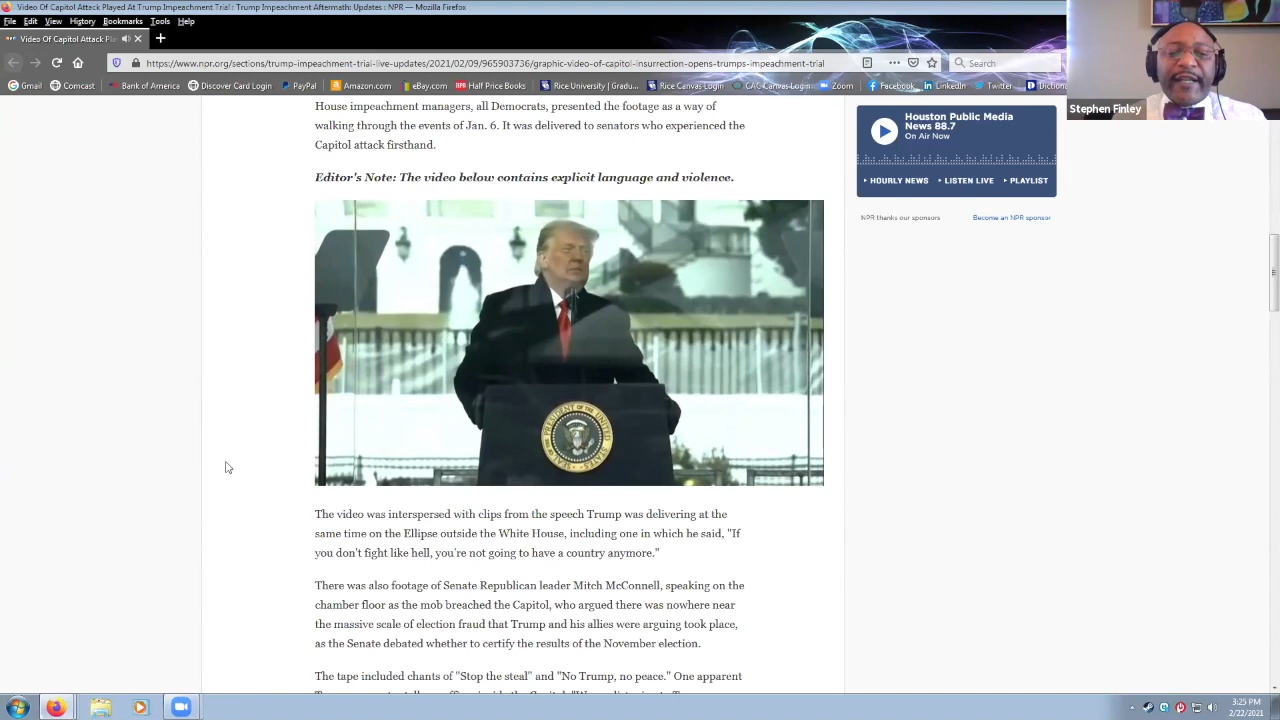 Video Of Capitol Attack Played At Trump Impeachment Trial : Trump Impeachment Aftermath: Updates : NPR — Mozilla Firefox
File Edit View History Bookmarks Tools Help
Video Of Capitol Attack Pla
https://www.npr.org/sections/trump-impeachment-trial-live-updates/2021/02/09/965903736/graphic-video-of-capitol-insurrection-opens-trumps-impeachment-trial
Search
Gmail Comcast Bank of America Discover Card Login PayPal Amazon.com eBay.com Half Price Books Rice University | Gradu... Rice Canvas Login CAC Canvas Login Zoom Facebook LinkedIn Twitter Dictiona
Stephen Finley
House impeachment managers, all Democrats, presented the footage as a way of
walking through the events of Jan. 6. It was delivered to senators who experienced the
Capitol attack firsthand.
Editor's Note: The video below contains explicit language and violence.
Houston Public Media
News 88.7
On Air Now
HOURLY NEWS LISTEN LIVE PLAYLIST
NPR thanks our sponsors Become an NPR sponsor
SEAL OF THE PRESIDENT OF THE UNITED STATES
The video was interspersed with clips from the speech Trump was delivering at the
same time on the Ellipse outside the White House, including one in which he said, "If
you don't fight like hell, you're not going to have a country anymore."
There was also footage of Senate Republican leader Mitch McConnell, speaking on the
chamber floor as the mob breached the Capitol, who argued there was nowhere near
the massive scale of election fraud that Trump and his allies were arguing took place,
as the Senate debated whether to certify the results of the November election.
The tape included chants of "Stop the steal" and "No Trump, no peace." One apparent
3:25 PM
2/22/2021